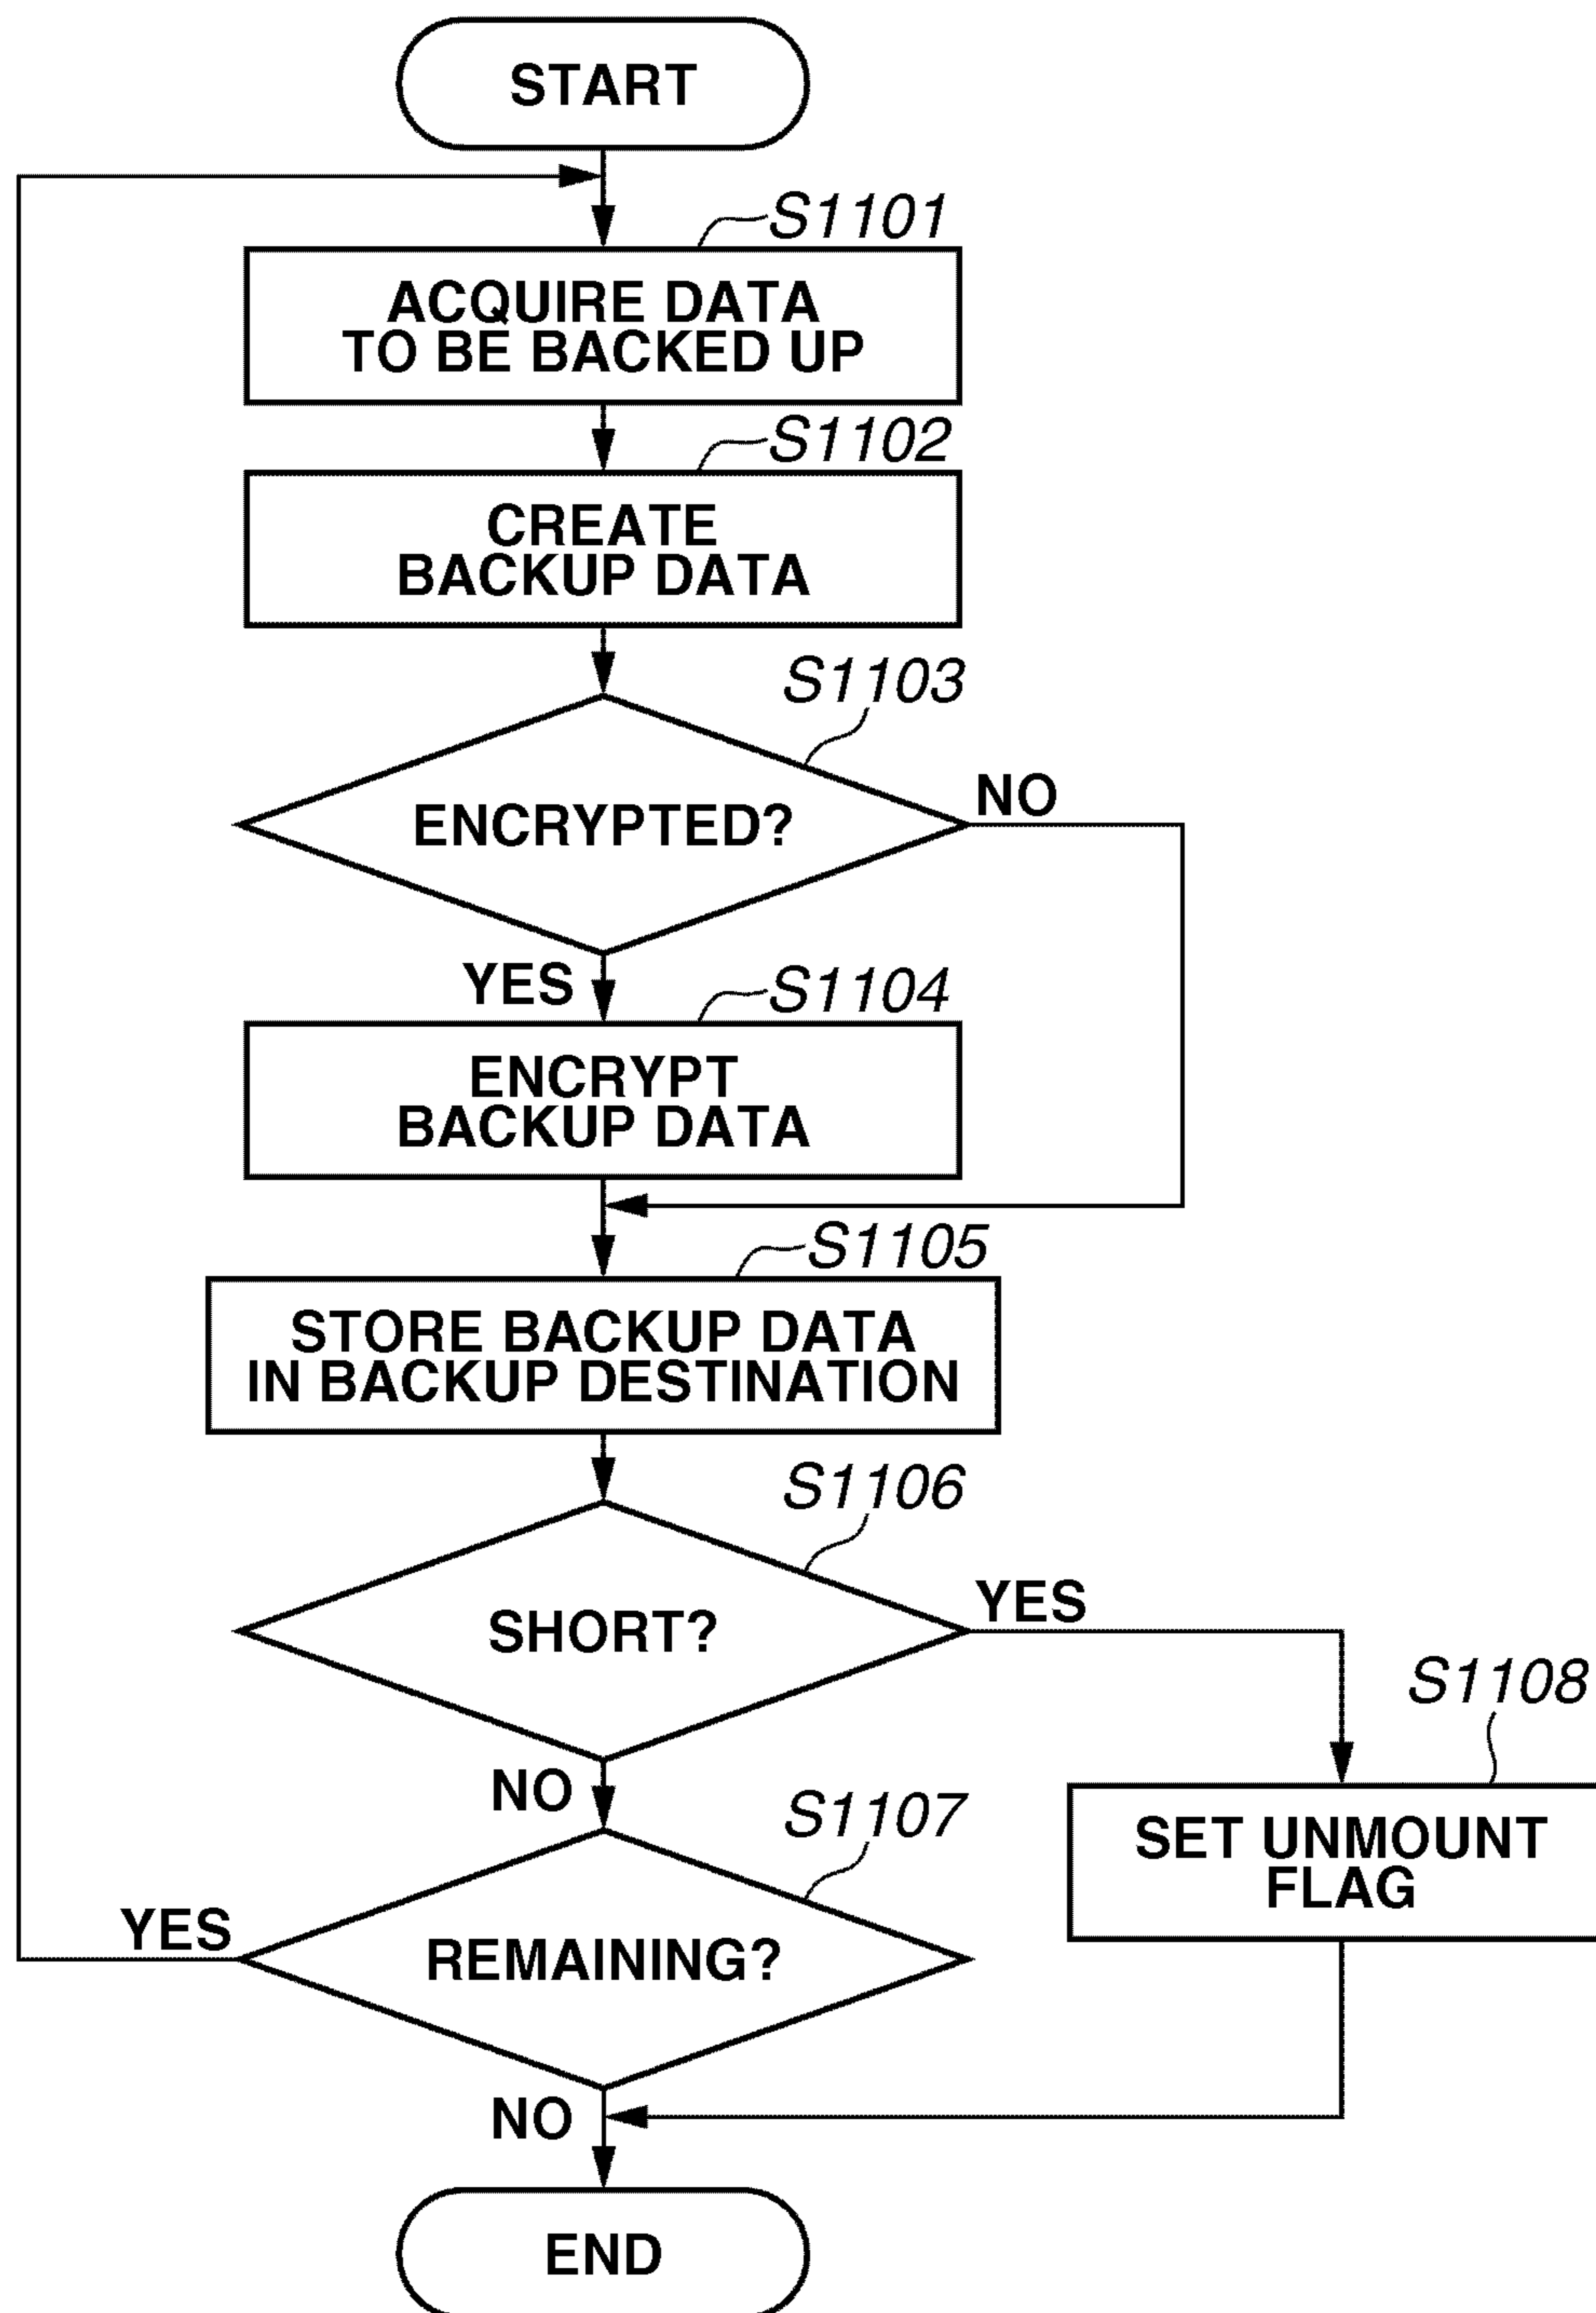 START
S1101
ACQUIRE DATA
TO BE BACKED UP
S1102
CREATE
BACKUP DATA
S1103
ENCRYPTED?
NO
YES
S1104
ENCRYPT
BACKUP DATA
S1105
STORE BACKUP DATA
IN BACKUP DESTINATION
S1106
SHORT?
YES
NO
S1108
SET UNMOUNT
FLAG
S1107
REMAINING?
YES
NO
END